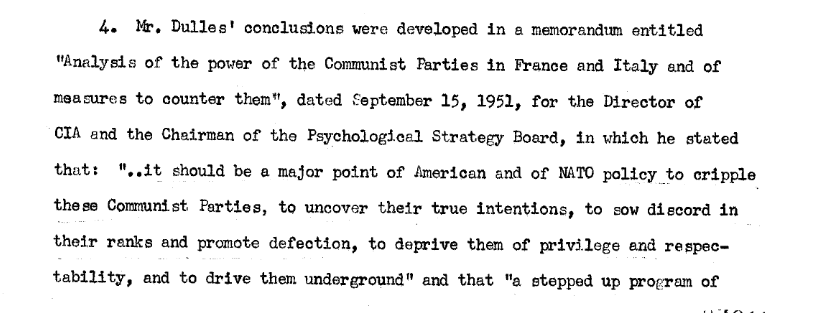 4. Mr. Dulles' conclusions were developed in a memorandum entitled
"Analysis of the power of the Communist Parties in France and Italy and of
measures to counter them", dated September 15, 1951, for the Director of
CIA and the Chairman of the Psychological Strategy Board, in which he stated
that: "..it should be a major point of American and of NATO policy to cripple
these Communist Parties, to uncover their true intentions, to sow discord in
their ranks and promote defection, to deprive them of privilege and respec-
tability, and to drive them underground" and that "a stepped up program of